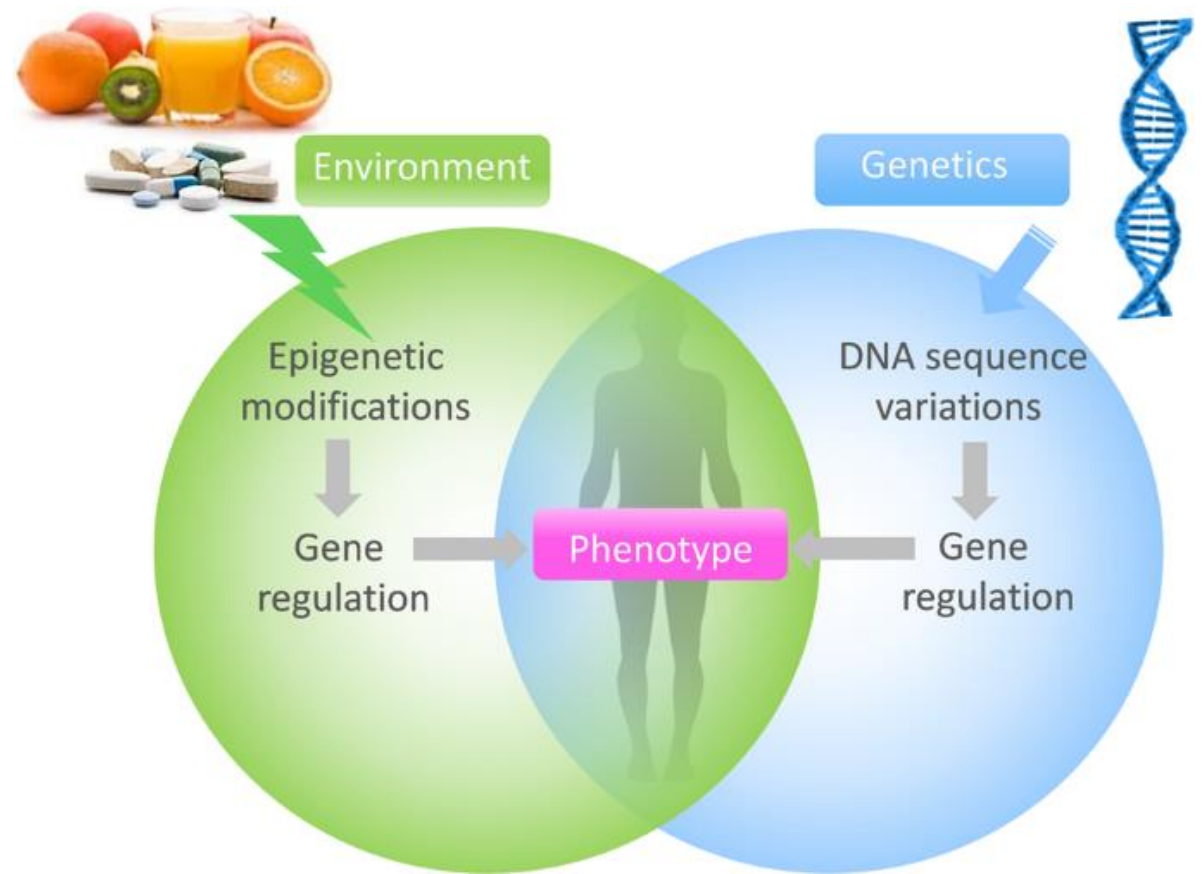 Environment
Genetics
Epigenetic
modifications
Gene
regulation
DNA sequence
variations
Gene
regulation
Phenotype